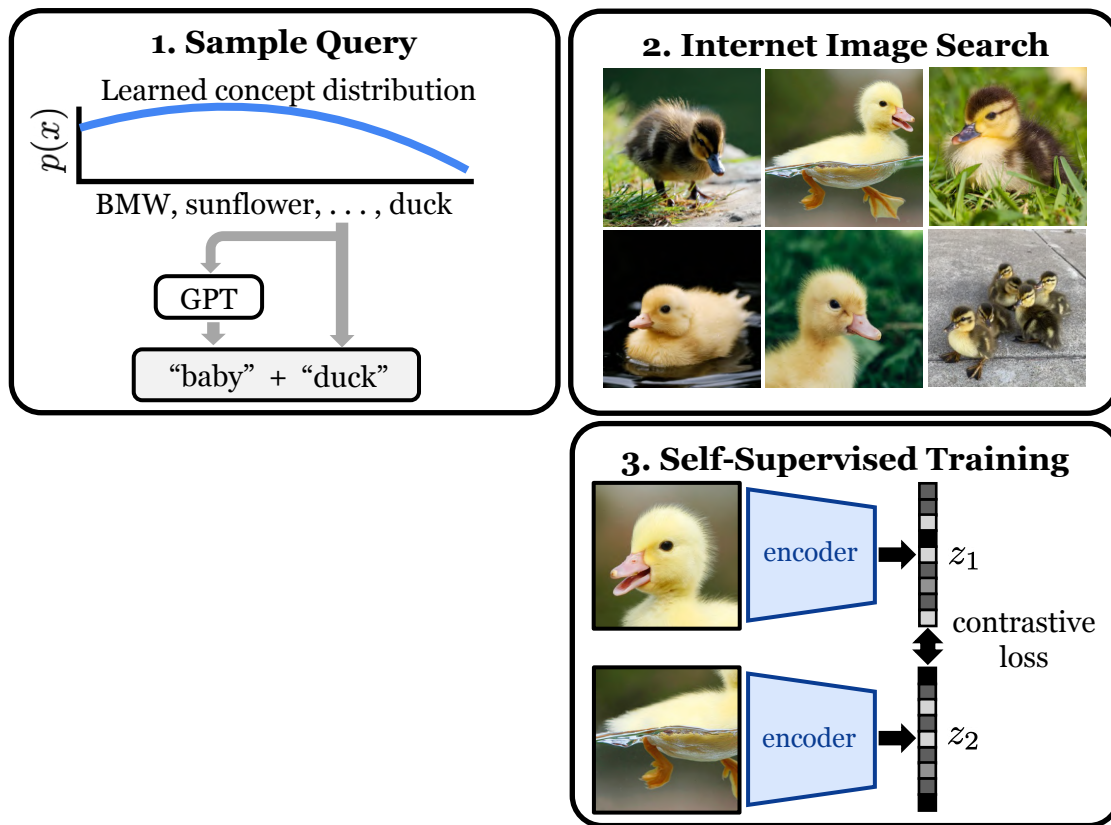 1. Sample Query
Learned concept distribution
p(x)
BMW, sunflower, . . . , duck
GPT
“baby” + “duck”
2. Internet Image Search
3. Self-Supervised Training
encoder
z1
contrastive
loss
encoder
z2